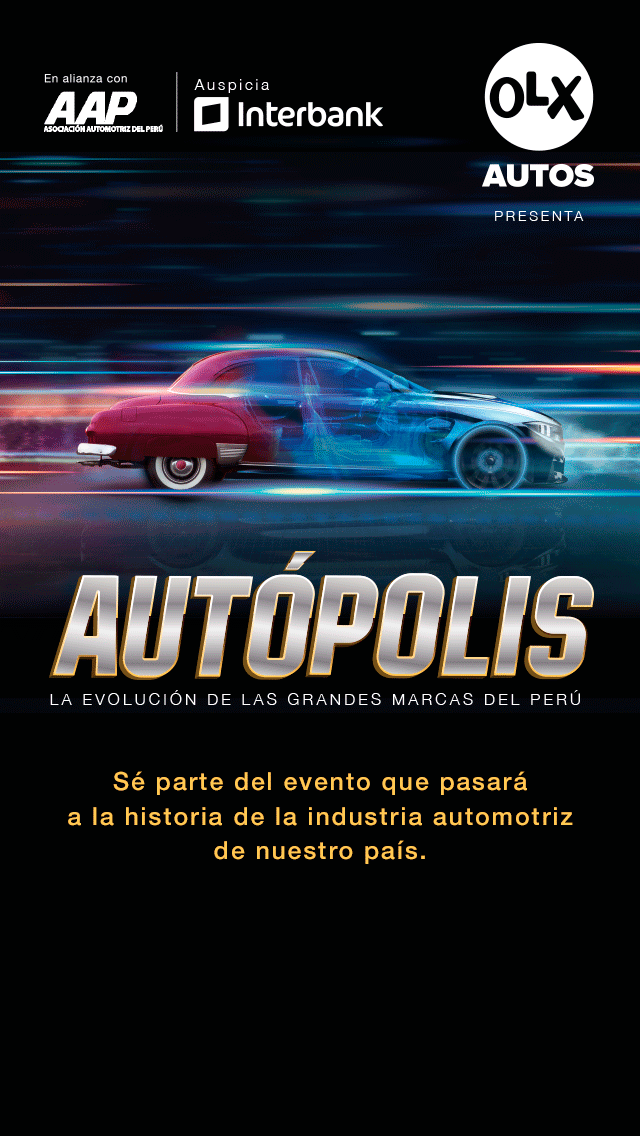 En alianza con
AAP
ASOCIACIÓN AUTOMOTRIZ DEL PERÚ
Auspicia
Interbank
OLX
AUTOS
PRESENTA
AUTÓPOLIS
LA EVOLUCIÓN DE LAS GRANDES MARCAS DEL PERÚ
Sé parte del evento que pasará
a la historia de la industria automotriz
de nuestro país.